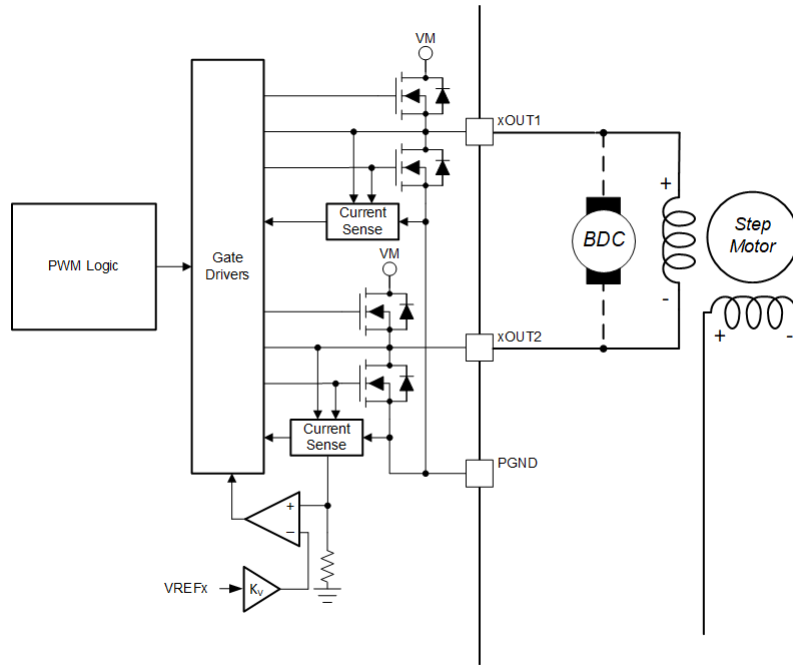 VM
xOUT1
Current
Sense
PWM Logic
Gate
Drivers
VM
+
-
BDC
Step
Motor
+
-
xOUT2
Current
Sense
PGND
+
−
VREFx
KV